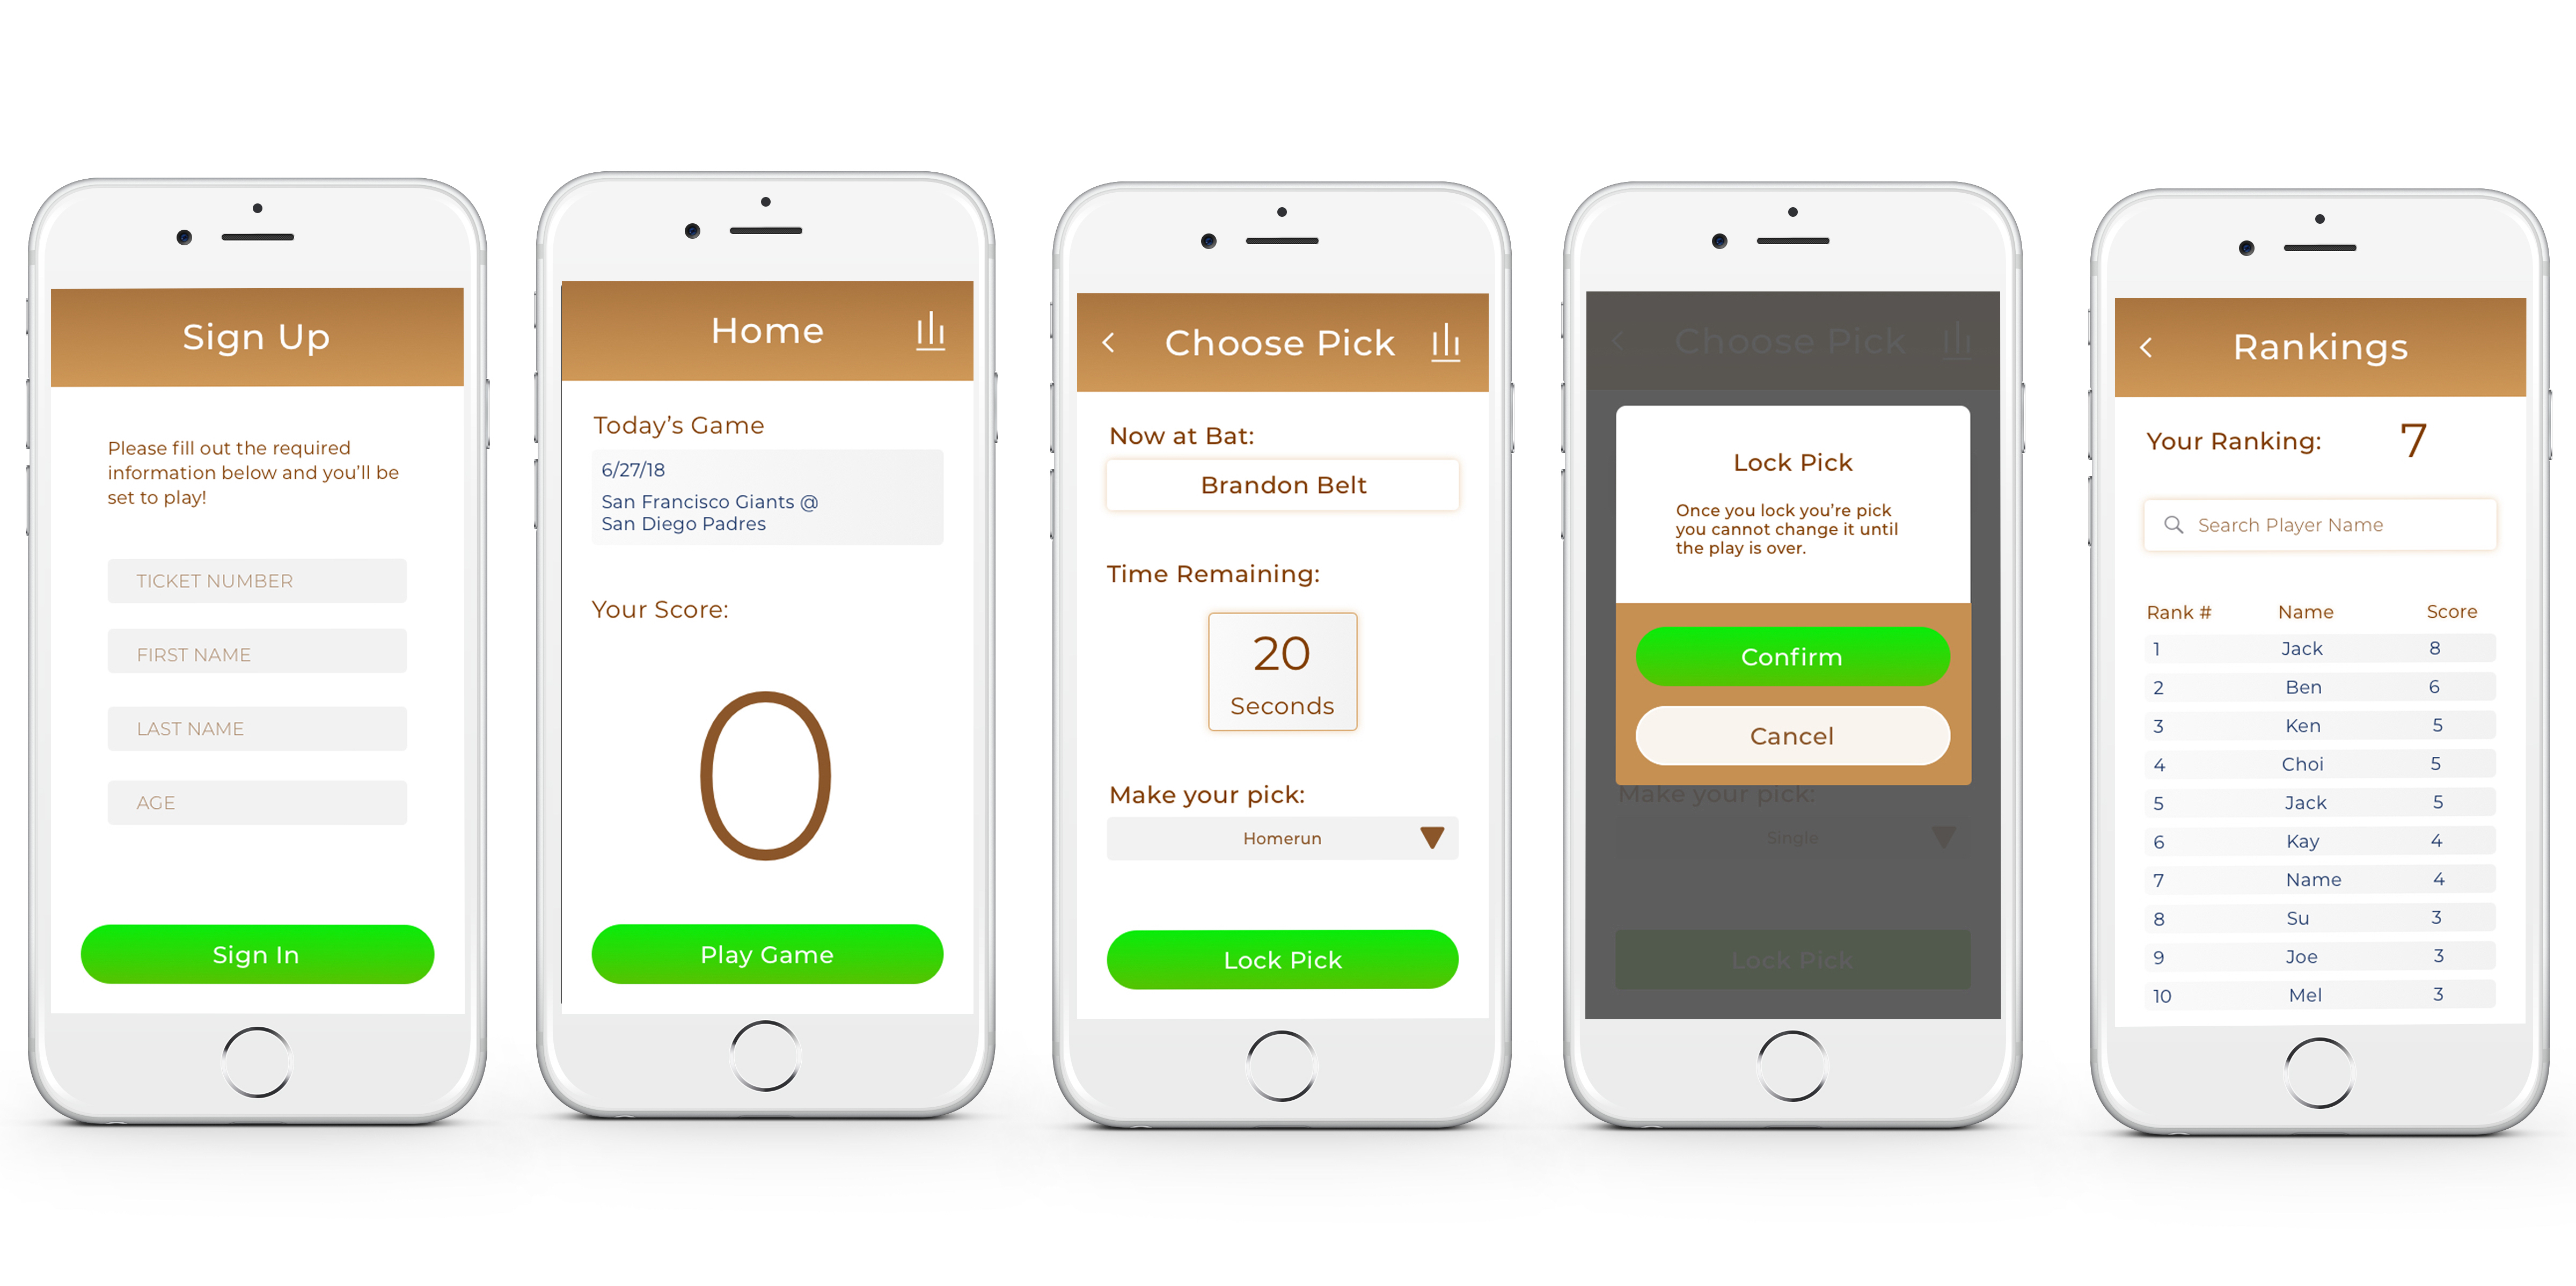 Sign Up
Please fill out the required
information below and you’ll be
set to play!
TICKET NUMBER
FIRST NAME
LAST NAME
AGE
Sign In
Home
Today’s Game
6/27/18
San Francisco Giants @
San Diego Padres
Your Score:
0
Play Game
Choose Pick
Now at Bat:
Brandon Belt
Time Remaining:
20
Seconds
Make your pick:
Homerun
Lock Pick
Choose Pick
Lock Pick
Once you lock you’re pick
you cannot change it until
the play is over.
Confirm
Cancel
Make your pick:
Single
Lock Pick
Rankings
Your Ranking: 7
Search Player Name
Rank # Name Score
1 Jack 8
2 Ben 6
3 Ken 5
4 Choi 5
5 Jack 5
6 Kay 4
7 Name 4
8 Su 3
9 Joe 3
10 Mel 3